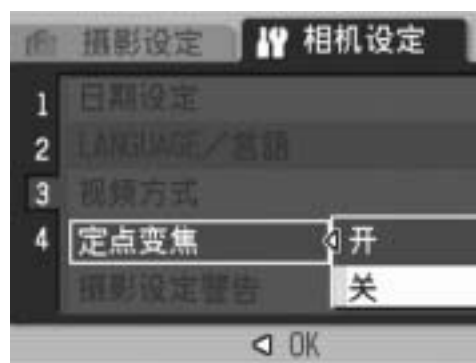 摄影设定 相机设定
1 日期设定
2 LANGUAGE/言語
3 视频方式
4 定点变焦 开
摄影设定警告 关
OK